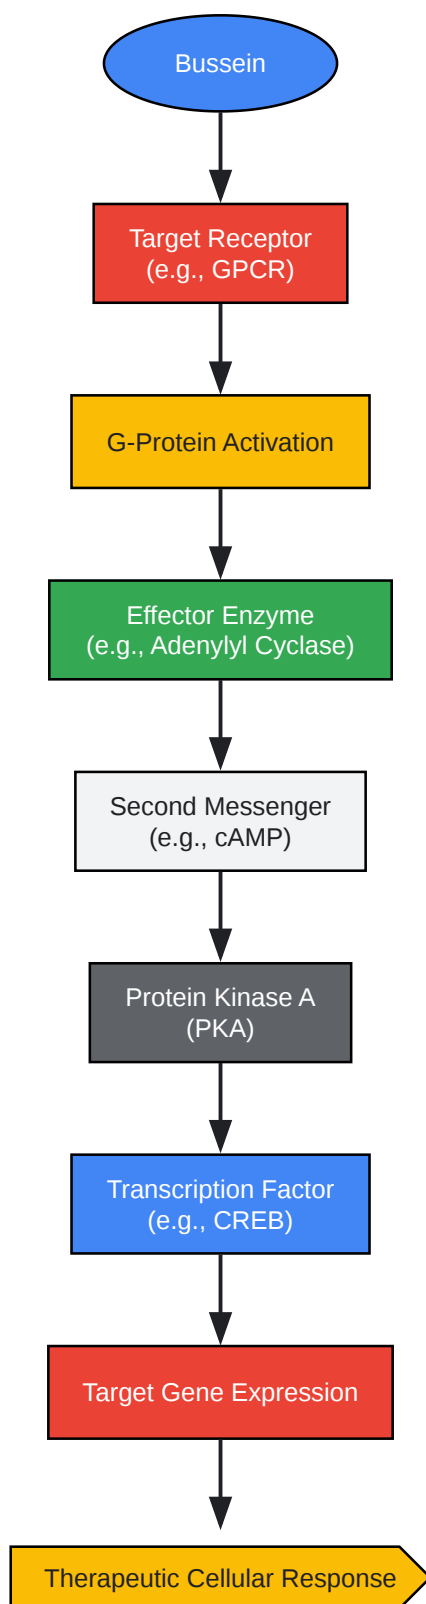 Bussein
Target Receptor
(e.g., GPCR)
G-Protein Activation
Effector Enzyme
(e.g., Adenylyl Cyclase)
Second Messenger
(e.g., cAMP)
Protein Kinase A
(PKA)
Transcription Factor
(e.g., CREB)
Target Gene Expression
Therapeutic Cellular Response